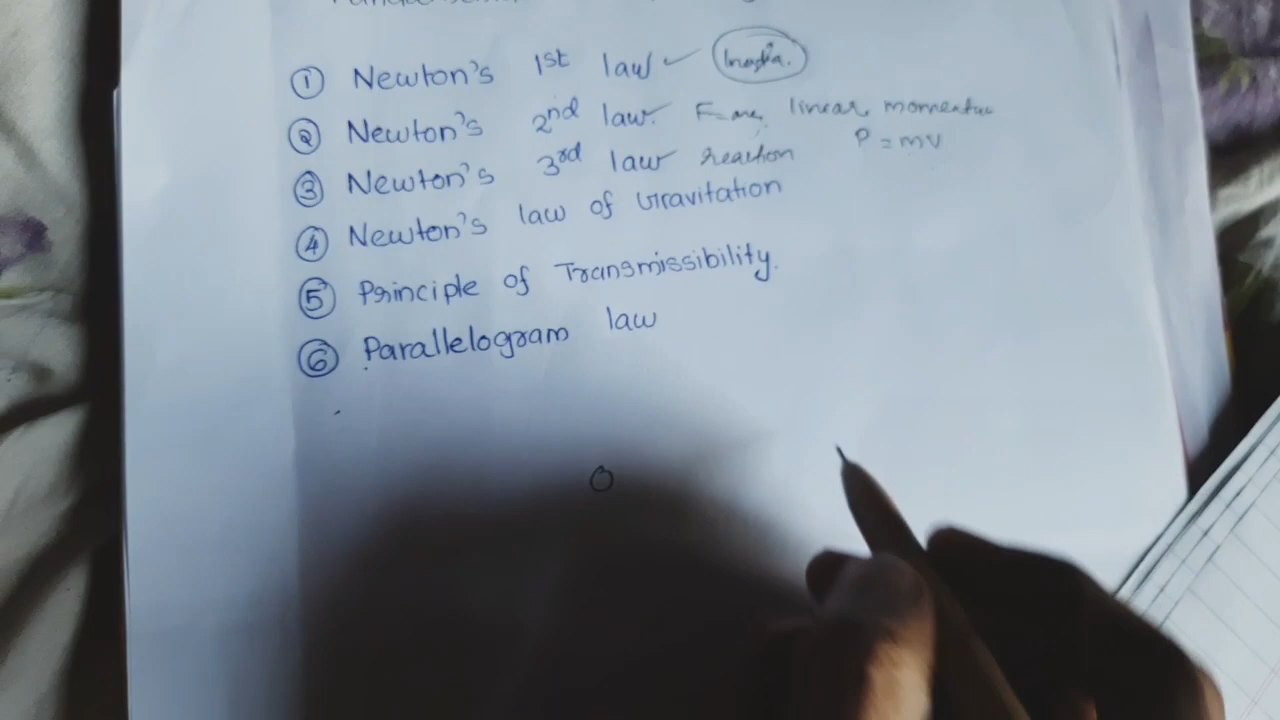 ① Newton's 1st law ✓ Inertia.
② Newton's 2nd law. F = ma, linear momentum
P = mv
③ Newton's 3rd law reaction
④ Newton's law of Gravitation
⑤ Principle of Transmissibility.
⑥ Parallelogram law